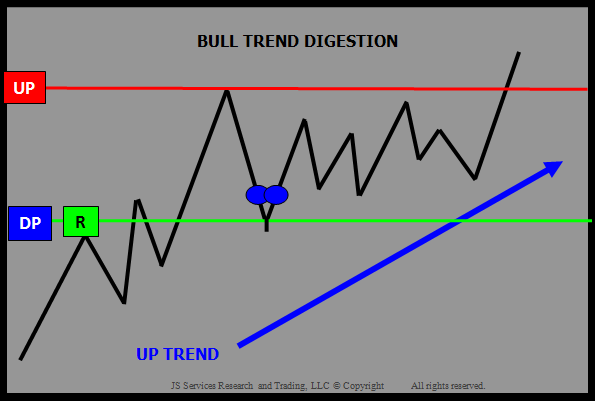 BULL TREND DIGESTION
UP
DP
R
UP TREND
JS Services Research and Trading, LLC © Copyright All rights reserved.